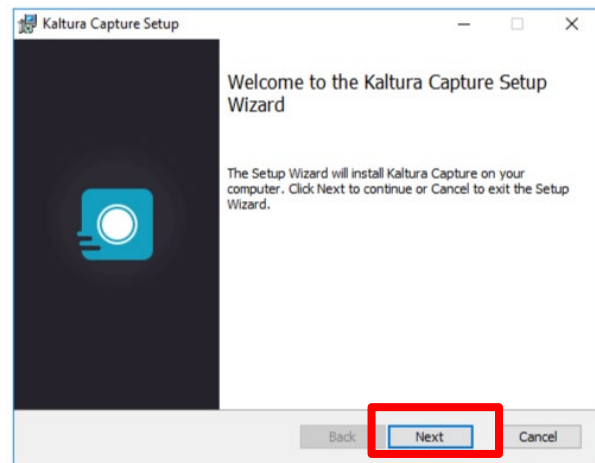 Kaltura Capture Setup
Welcome to the Kaltura Capture Setup
Wizard
The Setup Wizard will install Kaltura Capture on your
computer. Click Next to continue or Cancel to exit the Setup
Wizard.
Back Next Cancel